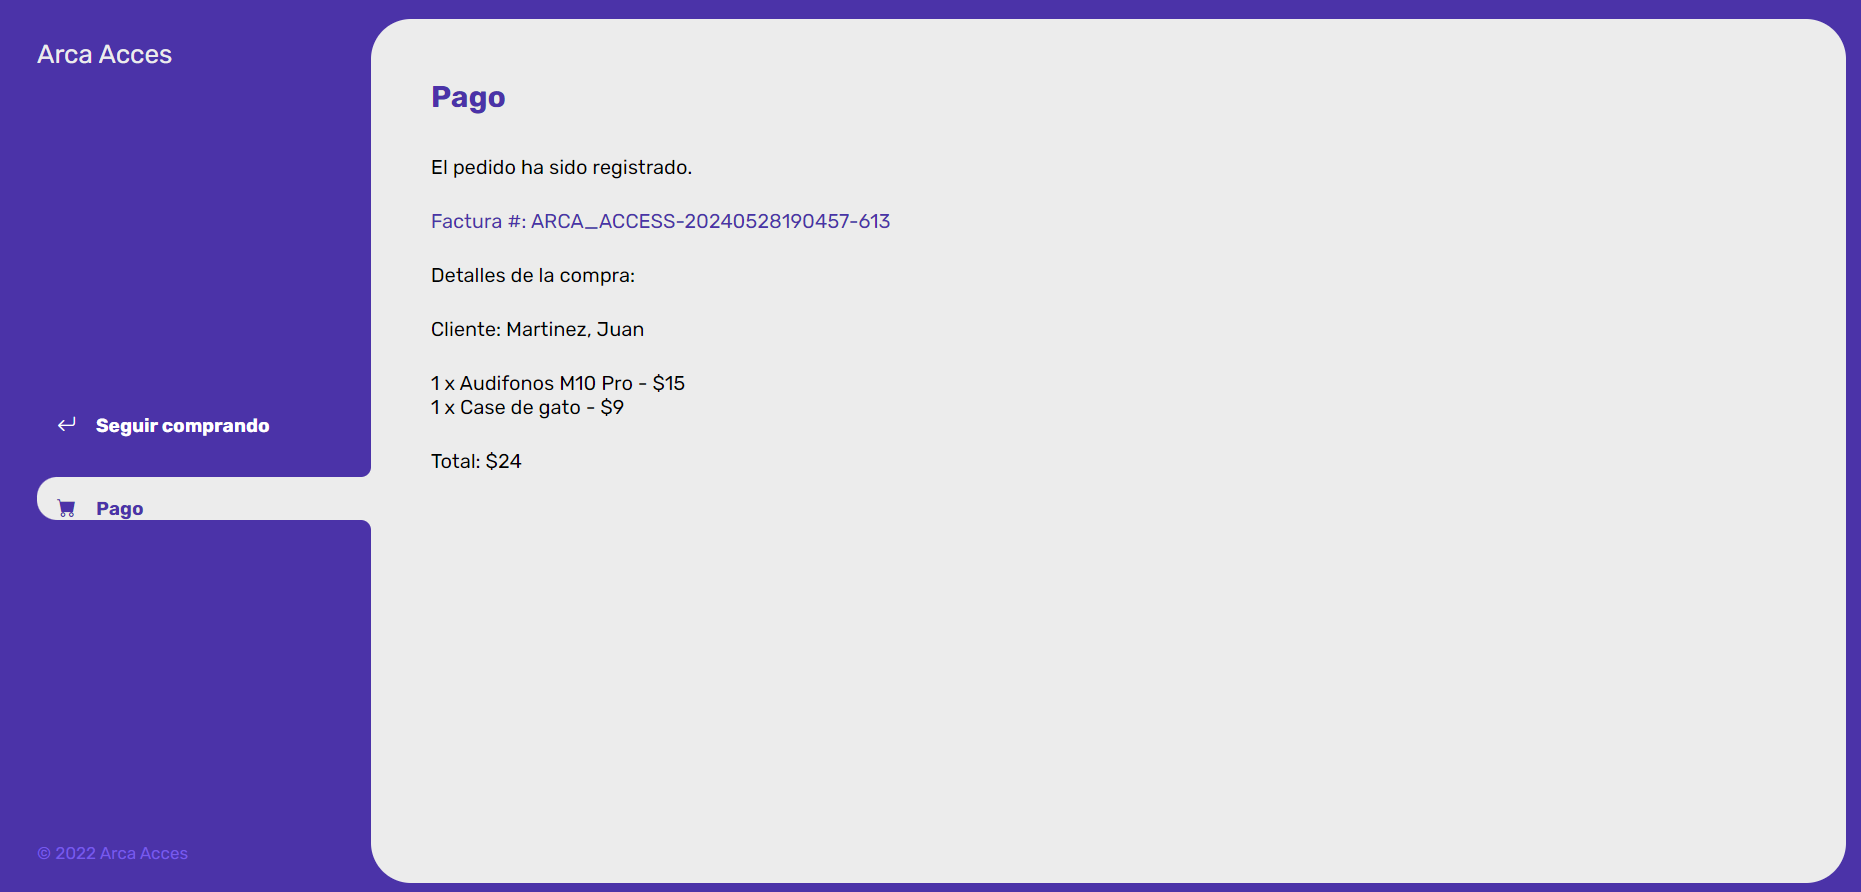 Arca Acces
Seguir comprando
Pago
© 2022 Arca Acces
Pago
El pedido ha sido registrado.
Factura #: ARCA_ACCESS-20240528190457-613
Detalles de la compra:
Cliente: Martinez, Juan
1 x Audifonos M10 Pro - $15
1 x Case de gato - $9
Total: $24